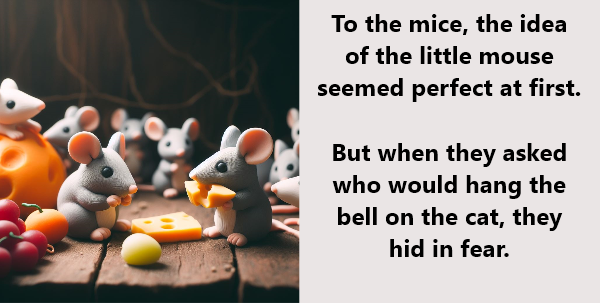 To the mice, the idea
of the little mouse
seemed perfect at first.
But when they asked
who would hang the
bell on the cat, they
hid in fear.